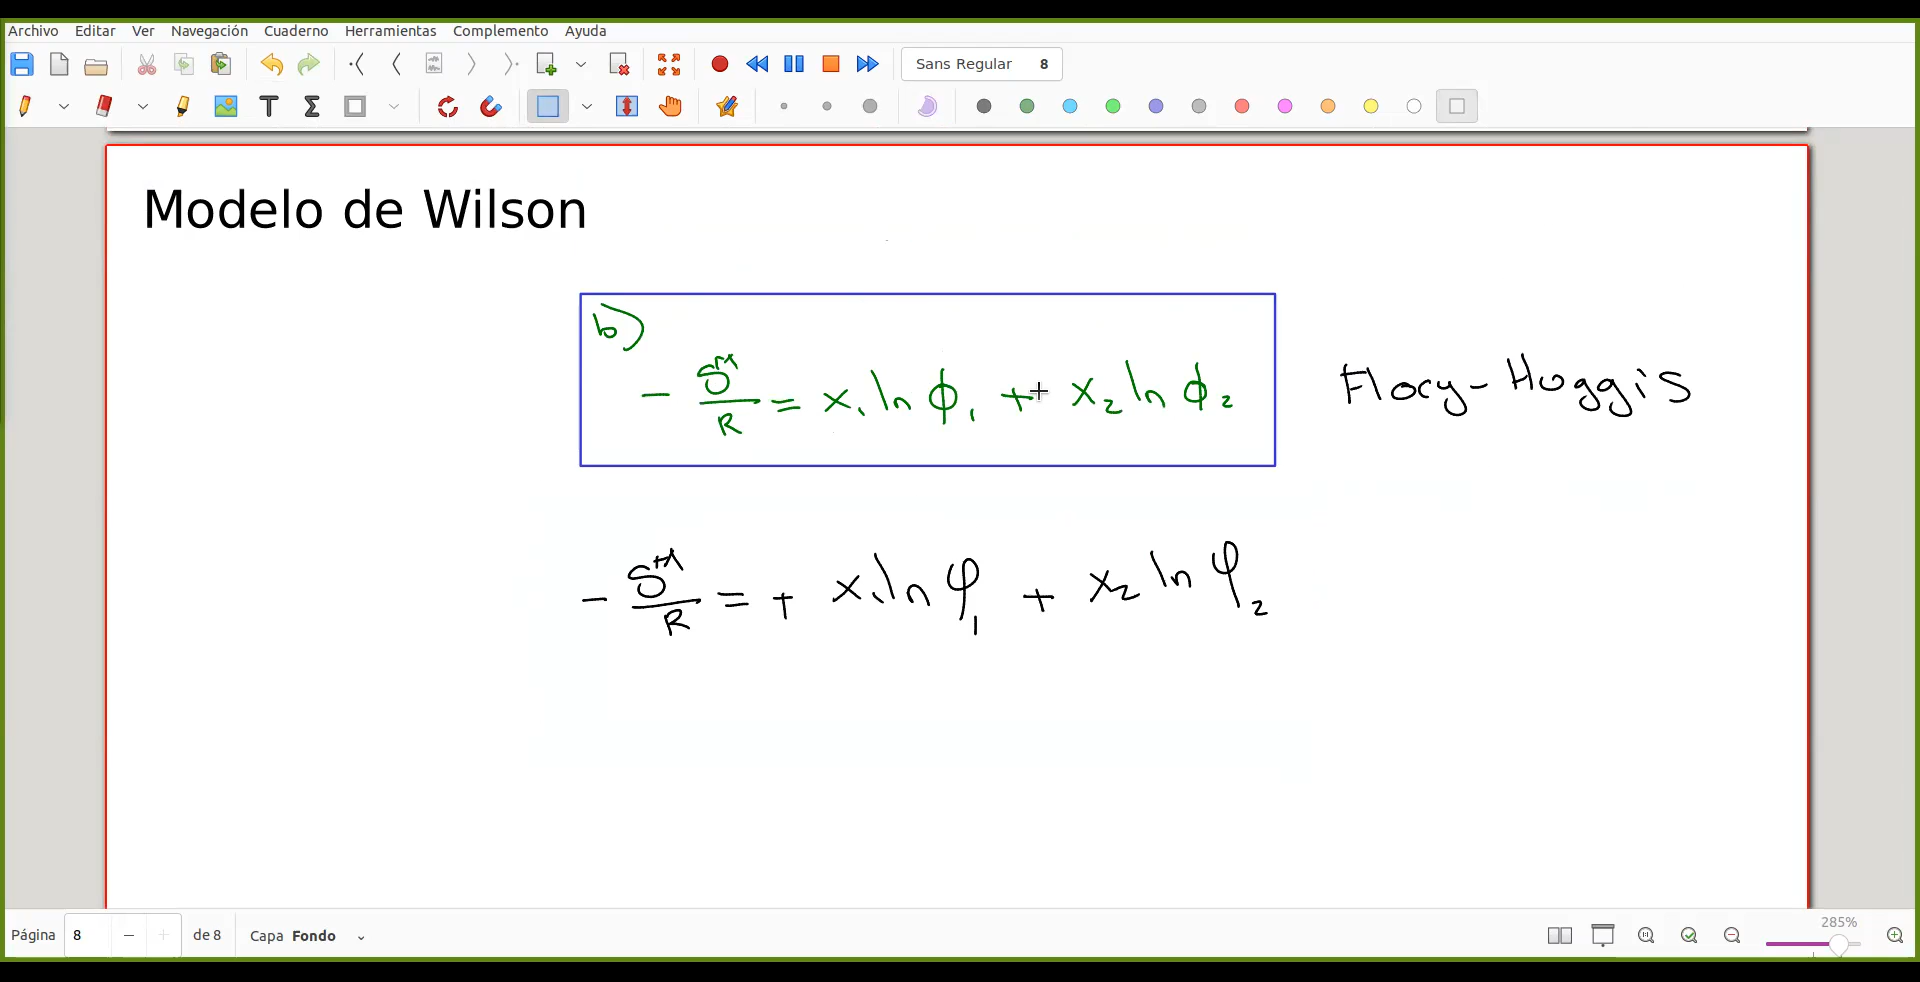 Archivo Editar Ver Navegación Cuaderno Herramientas Complemento Ayuda
Sans Regular 8
Modelo de Wilson
b)
- S^M/R = x₁ ln ϕ₁ + x₂ ln ϕ₂
Flory-Hoggis
- S^M/R = + x₁ ln φ₁ + x₂ ln φ₂
Página 8 de 8 Capa Fondo
285%